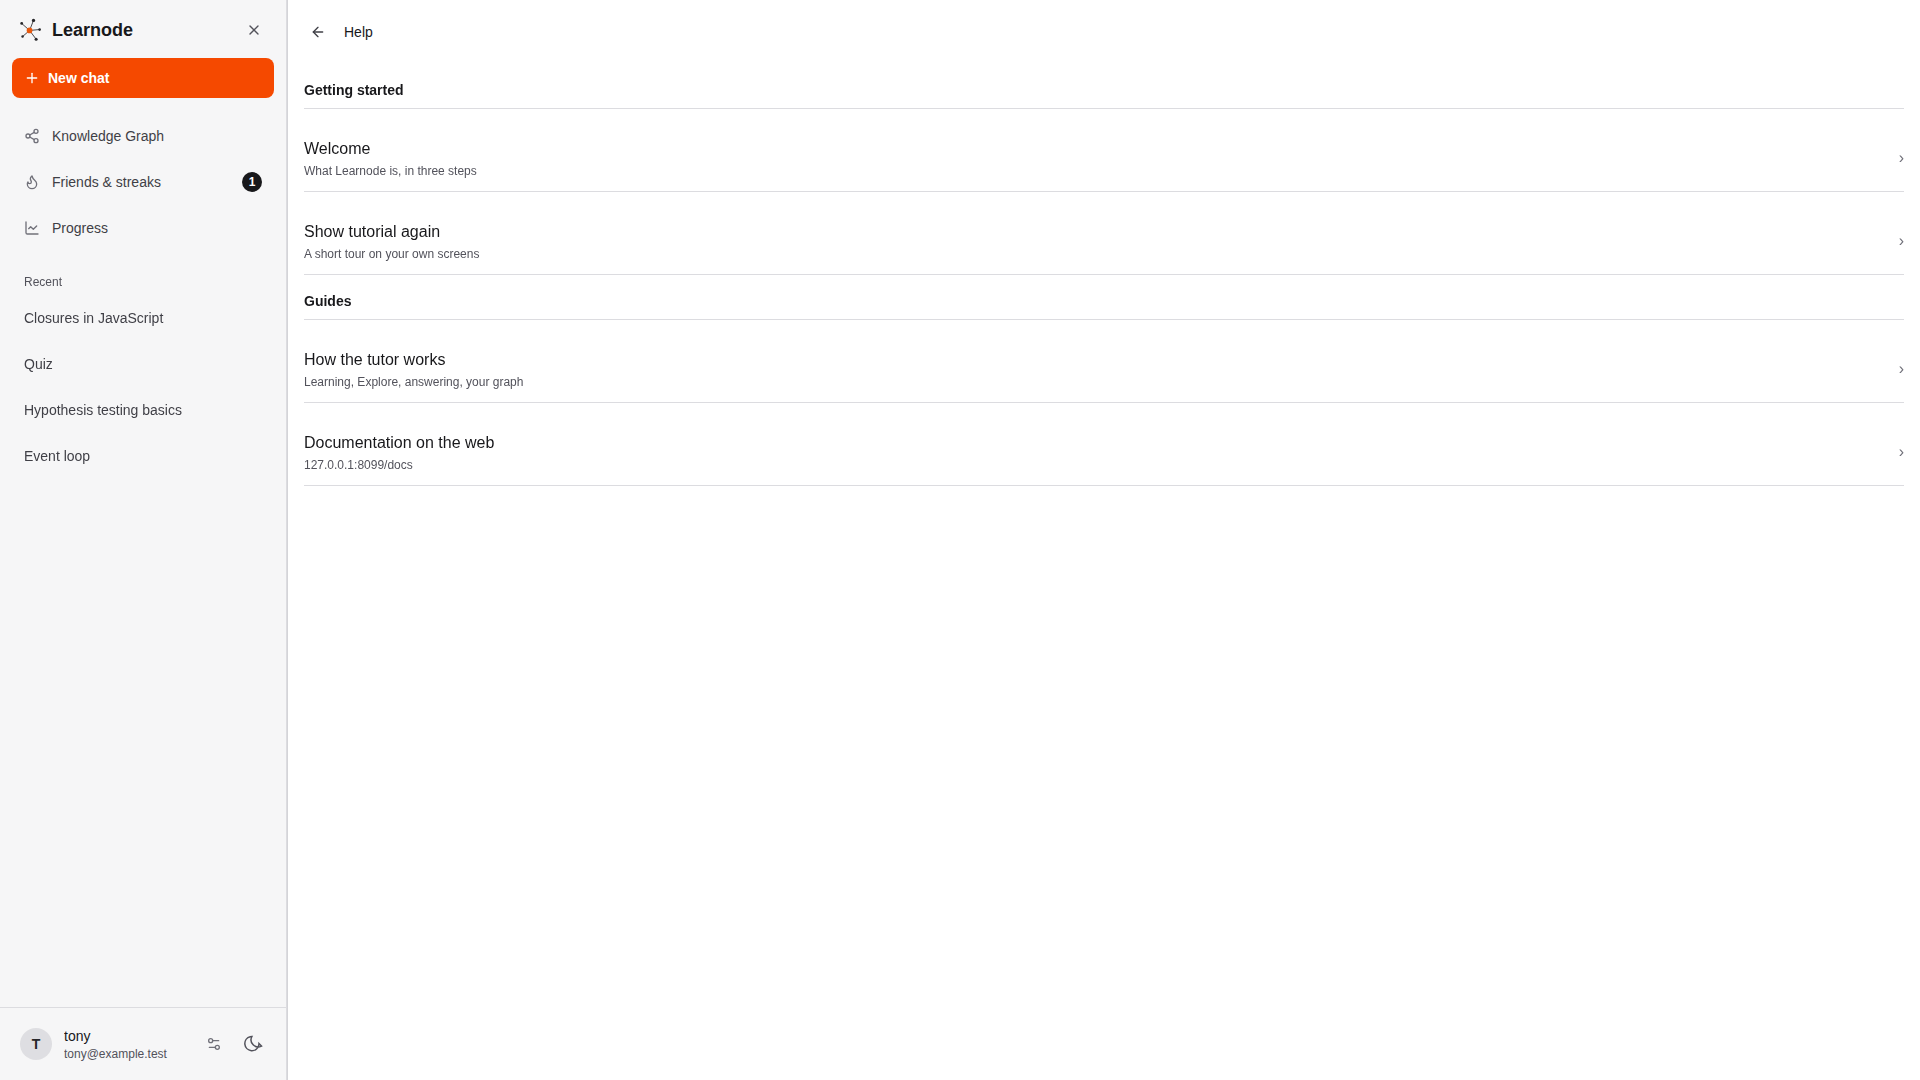 Learnode
New chat
Knowledge Graph
Friends & streaks
1
Progress
Recent
Closures in JavaScript
Quiz
Hypothesis testing basics
Event loop
T
tony
tony@example.test
Help
Getting started
Welcome
What Learnode is, in three steps
Show tutorial again
A short tour on your own screens
Guides
How the tutor works
Learning, Explore, answering, your graph
Documentation on the web
127.0.0.1:8099/docs